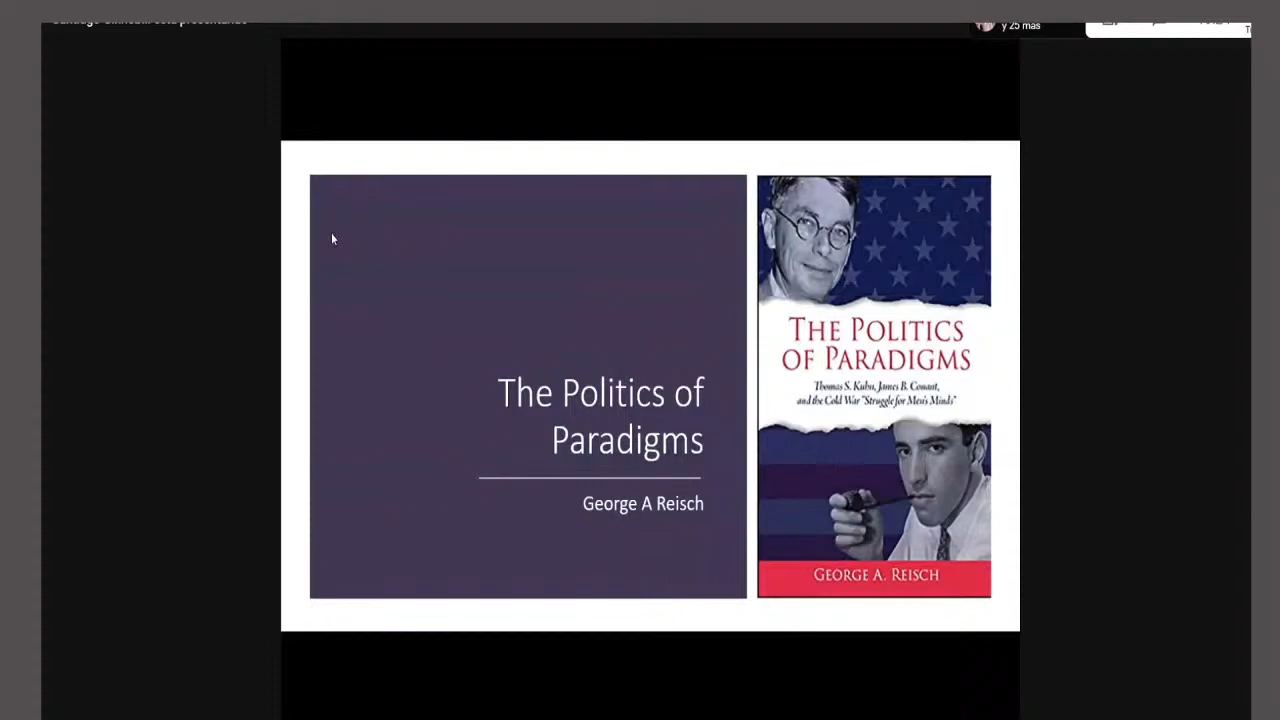 y 25 más
The Politics of
Paradigms
George A Reisch
THE POLITICS
OF PARADIGMS
Thomas S. Kuhn, James B. Conant,
and the Cold War "Struggle for Men's Minds"
GEORGE A. REISCH